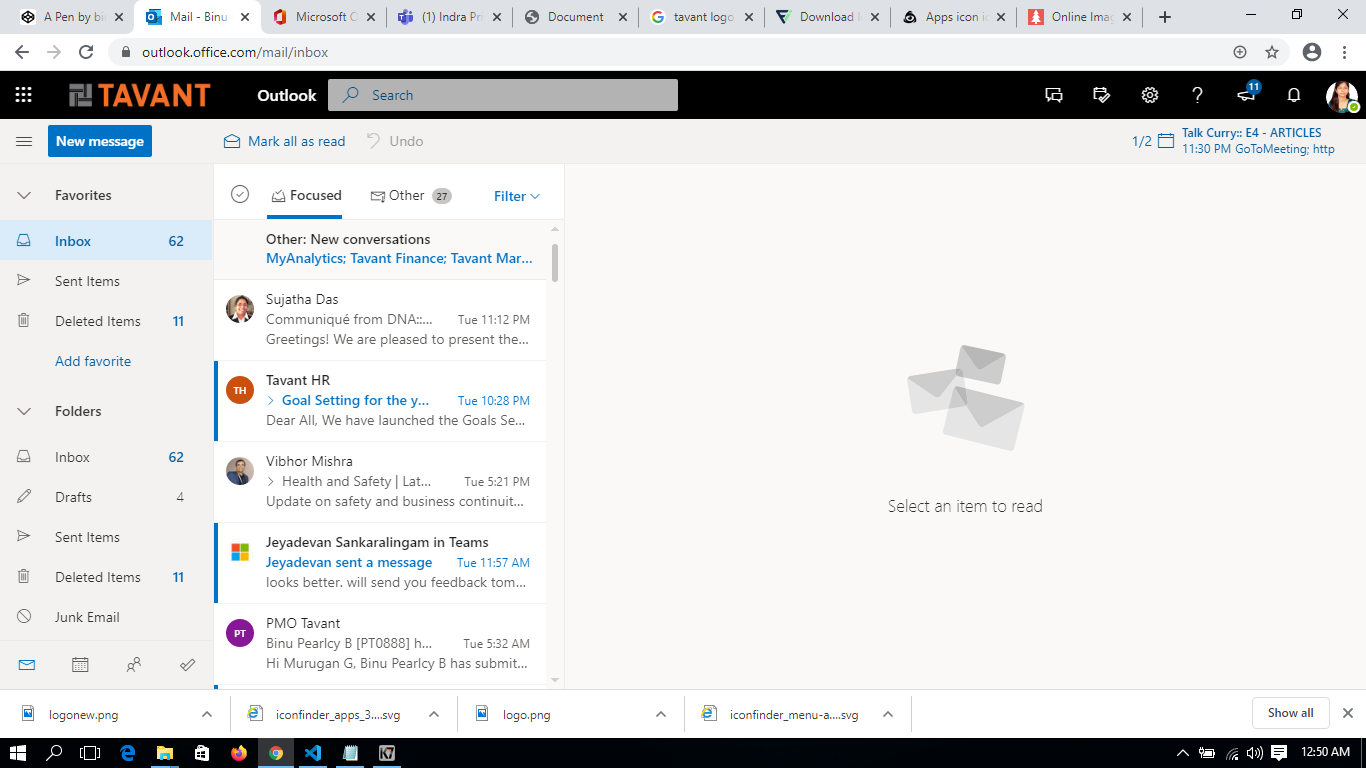 A Pen by bin
Mail - Binu
Microsoft O
(1) Indra Pri
Document
tavant logo
Download
Apps icon ic
Online Imag
outlook.office.com/mail/inbox
TAVANT
Outlook
Search
11
New message
Mark all as read
Undo
1/2
Talk Curry:: E4 - ARTICLES
11:30 PM GoToMeeting; http
Favorites
Inbox 62
Sent Items
Deleted Items 11
Add favorite
Folders
Inbox 62
Drafts 4
Sent Items
Deleted Items 11
Junk Email
Focused
Other 27
Filter
Other: New conversations
MyAnalytics; Tavant Finance; Tavant Mar...
Sujatha Das
Communiqué from DNA::... Tue 11:12 PM
Greetings! We are pleased to present the...
TH
Tavant HR
Goal Setting for the y... Tue 10:28 PM
Dear All, We have launched the Goals Se...
Vibhor Mishra
Health and Safety | Lat... Tue 5:21 PM
Update on safety and business continuit...
Jeyadevan Sankaralingam in Teams
Jeyadevan sent a message Tue 11:57 AM
looks better. will send you feedback tom...
PT
PMO Tavant
Binu Pearlcy B [PT0888] h... Tue 5:32 AM
Hi Murugan G, Binu Pearlcy B has submit...
Select an item to read
logonew.png
iconfinder_apps_3....svg
logo.png
iconfinder_menu-a....svg
Show all
12:50 AM